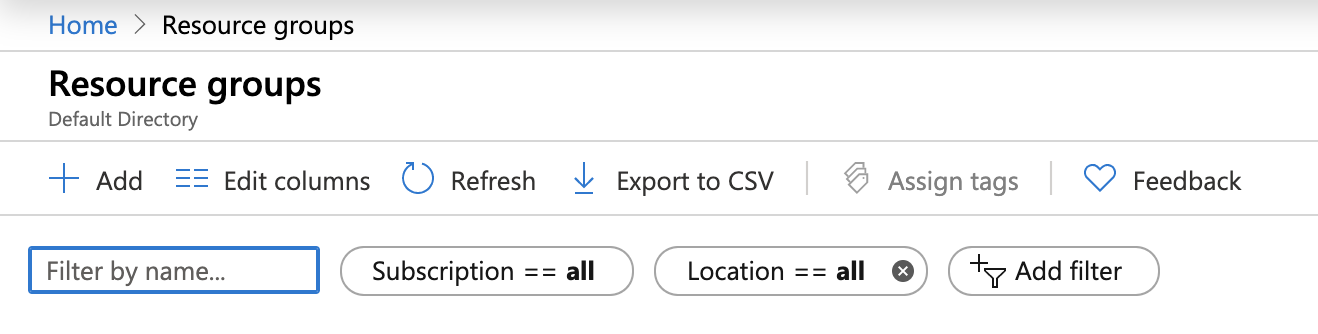 Home > Resource groups
Resource groups
Default Directory
Add Edit columns Refresh Export to CSV Assign tags Feedback
Filter by name... Subscription == all Location == all Add filter